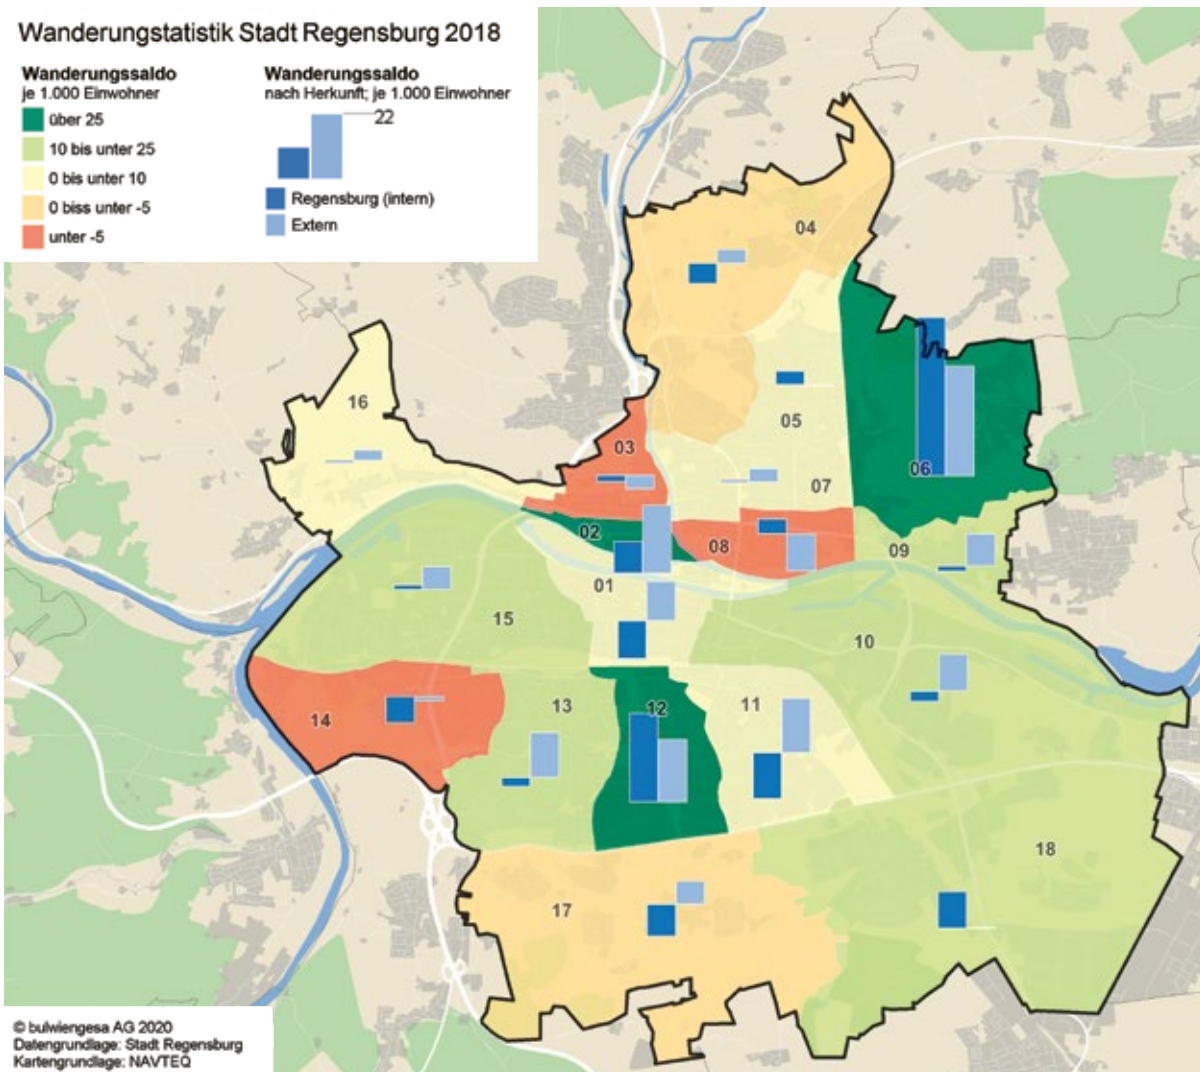 Wanderungstatistik Stadt Regensburg 2018
Wanderungssaldo
je 1.000 Einwohner
über 25
10 bis unter 25
0 bis unter 10
0 biss unter -5
unter -5
Wanderungssaldo
nach Herkunft; je 1.000 Einwohner
22
Regensburg (intern)
Extern
04
16
05
03
06
07
02
08
09
01
15
10
13
12
11
14
18
17
© bulwiengesa AG 2020
Datengrundlage: Stadt Regensburg
Kartengrundlage: NAVTEQ